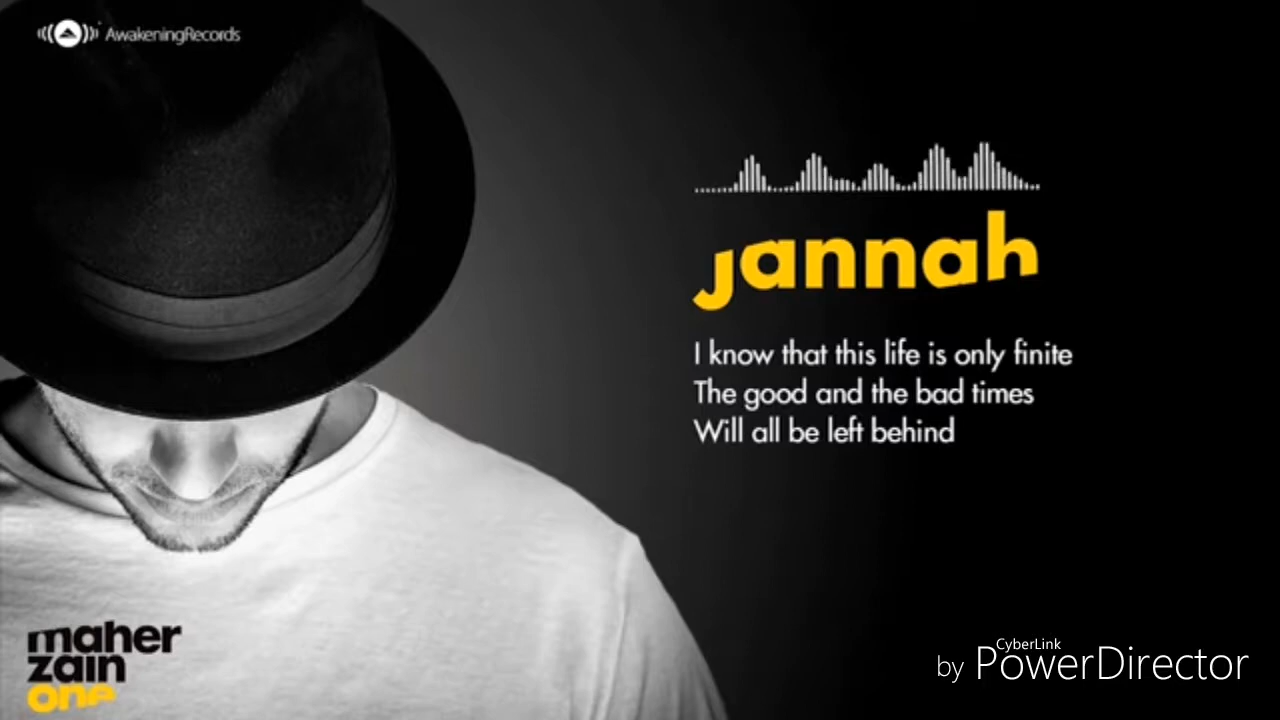 AwakeningRecords
jannah
I know that this life is only finite
The good and the bad times
Will all be left behind
maher
zain
one
CyberLink
by PowerDirector